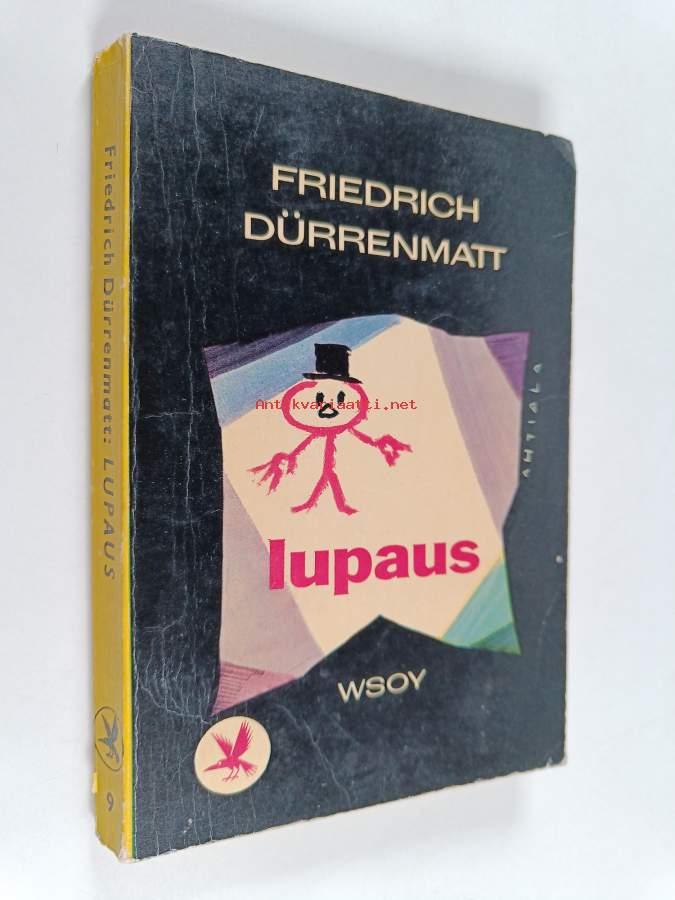 FRIEDRICH
DÜRRENMATT
AHTIALA
Antikvariaatti.net
lupaus
WSOY
Friedrich Dürrenmatt: LUPAUS
9